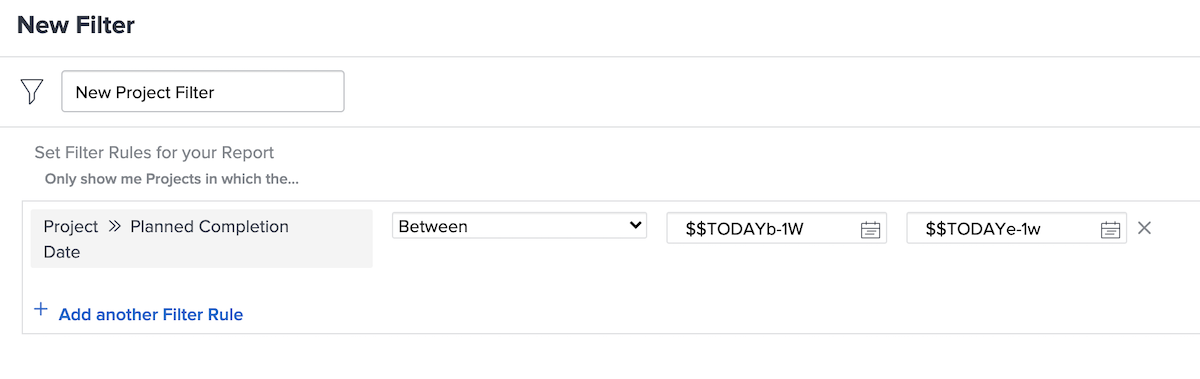 New Filter
New Project Filter
Set Filter Rules for your Report
Only show me Projects in which the...
Project >> Planned Completion Date
Between
$$TODAYb-1W
$$TODAYe-1w
+ Add another Filter Rule